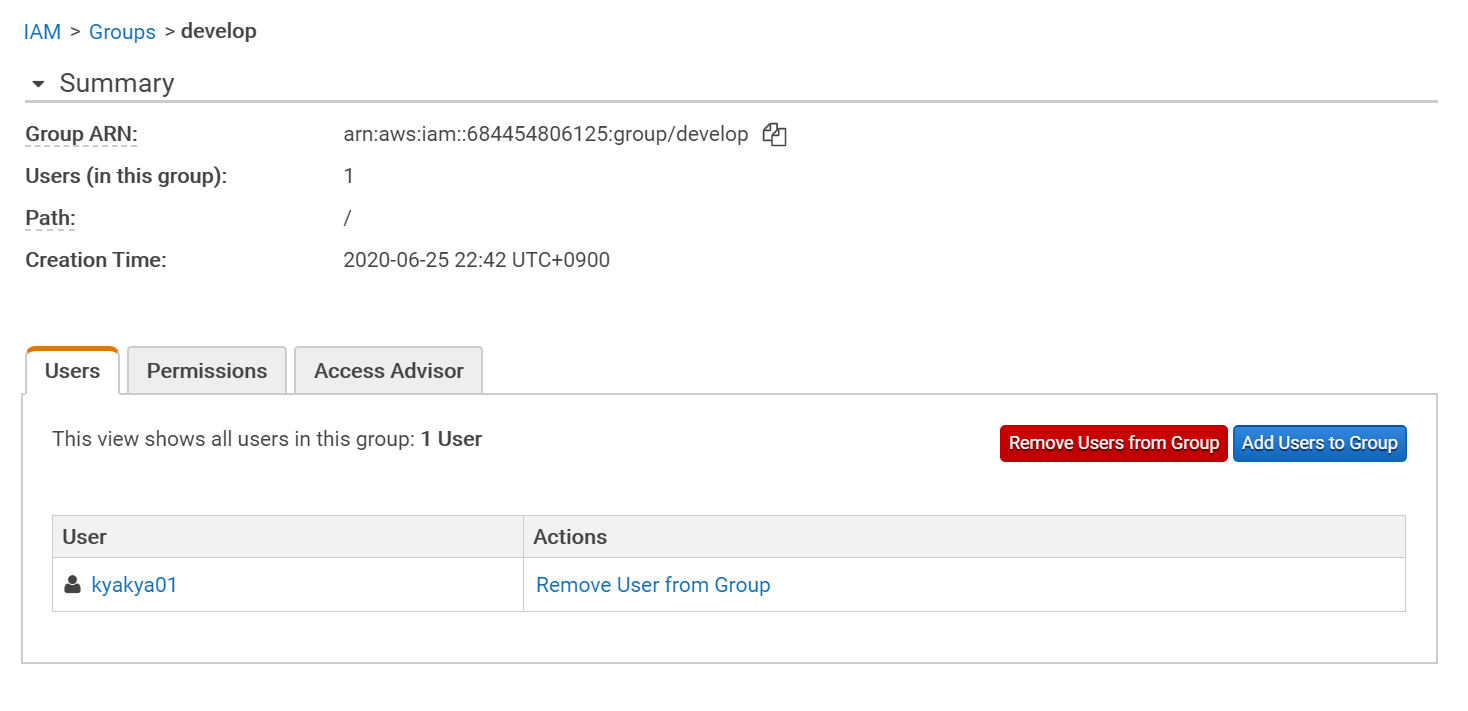 IAM > Groups > develop
Summary
Group ARN: arn:aws:iam::684454806125:group/develop
Users (in this group): 1
Path: /
Creation Time: 2020-06-25 22:42 UTC+0900
Users Permissions Access Advisor
This view shows all users in this group: 1 User Remove Users from Group Add Users to Group
User Actions
kyakya01 Remove User from Group